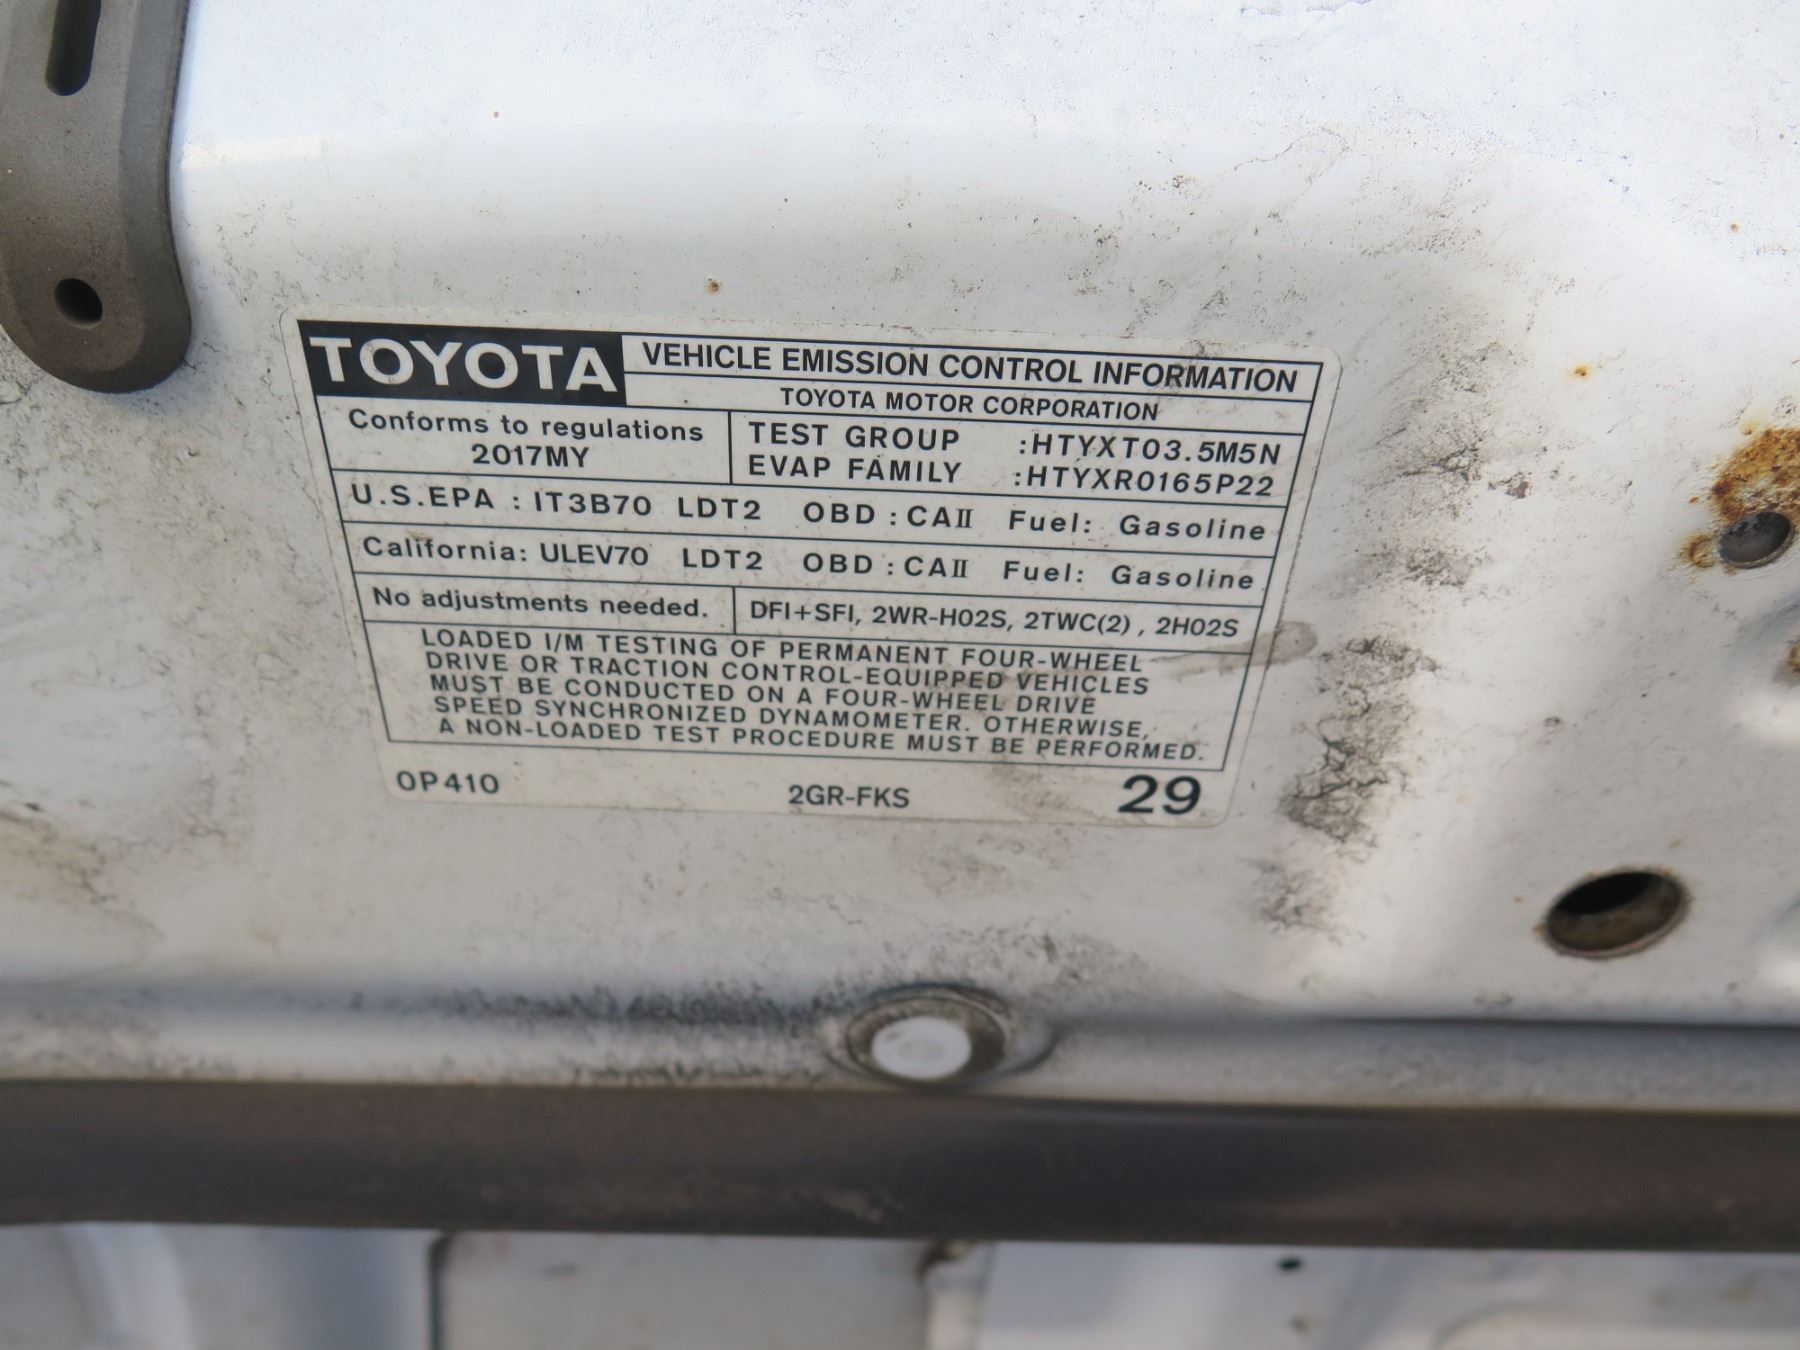 TOYOTA
VEHICLE EMISSION CONTROL INFORMATION
TOYOTA MOTOR CORPORATION
Conforms to regulations
2017MY
TEST GROUP :HTYXT03.5M5N
EVAP FAMILY :HTYXR0165P22
U.S.EPA : IT3B70 LDT2 OBD : CAII Fuel: Gasoline
California: ULEV70 LDT2 OBD : CAII Fuel: Gasoline
No adjustments needed.
DFI+SFI, 2WR-HO2S, 2TWC(2) , 2HO2S
LOADED I/M TESTING OF PERMANENT FOUR-WHEEL
DRIVE OR TRACTION CONTROL-EQUIPPED VEHICLES
MUST BE CONDUCTED ON A FOUR-WHEEL DRIVE
SPEED SYNCHRONIZED DYNAMOMETER. OTHERWISE,
A NON-LOADED TEST PROCEDURE MUST BE PERFORMED.
0P410 2GR-FKS 29